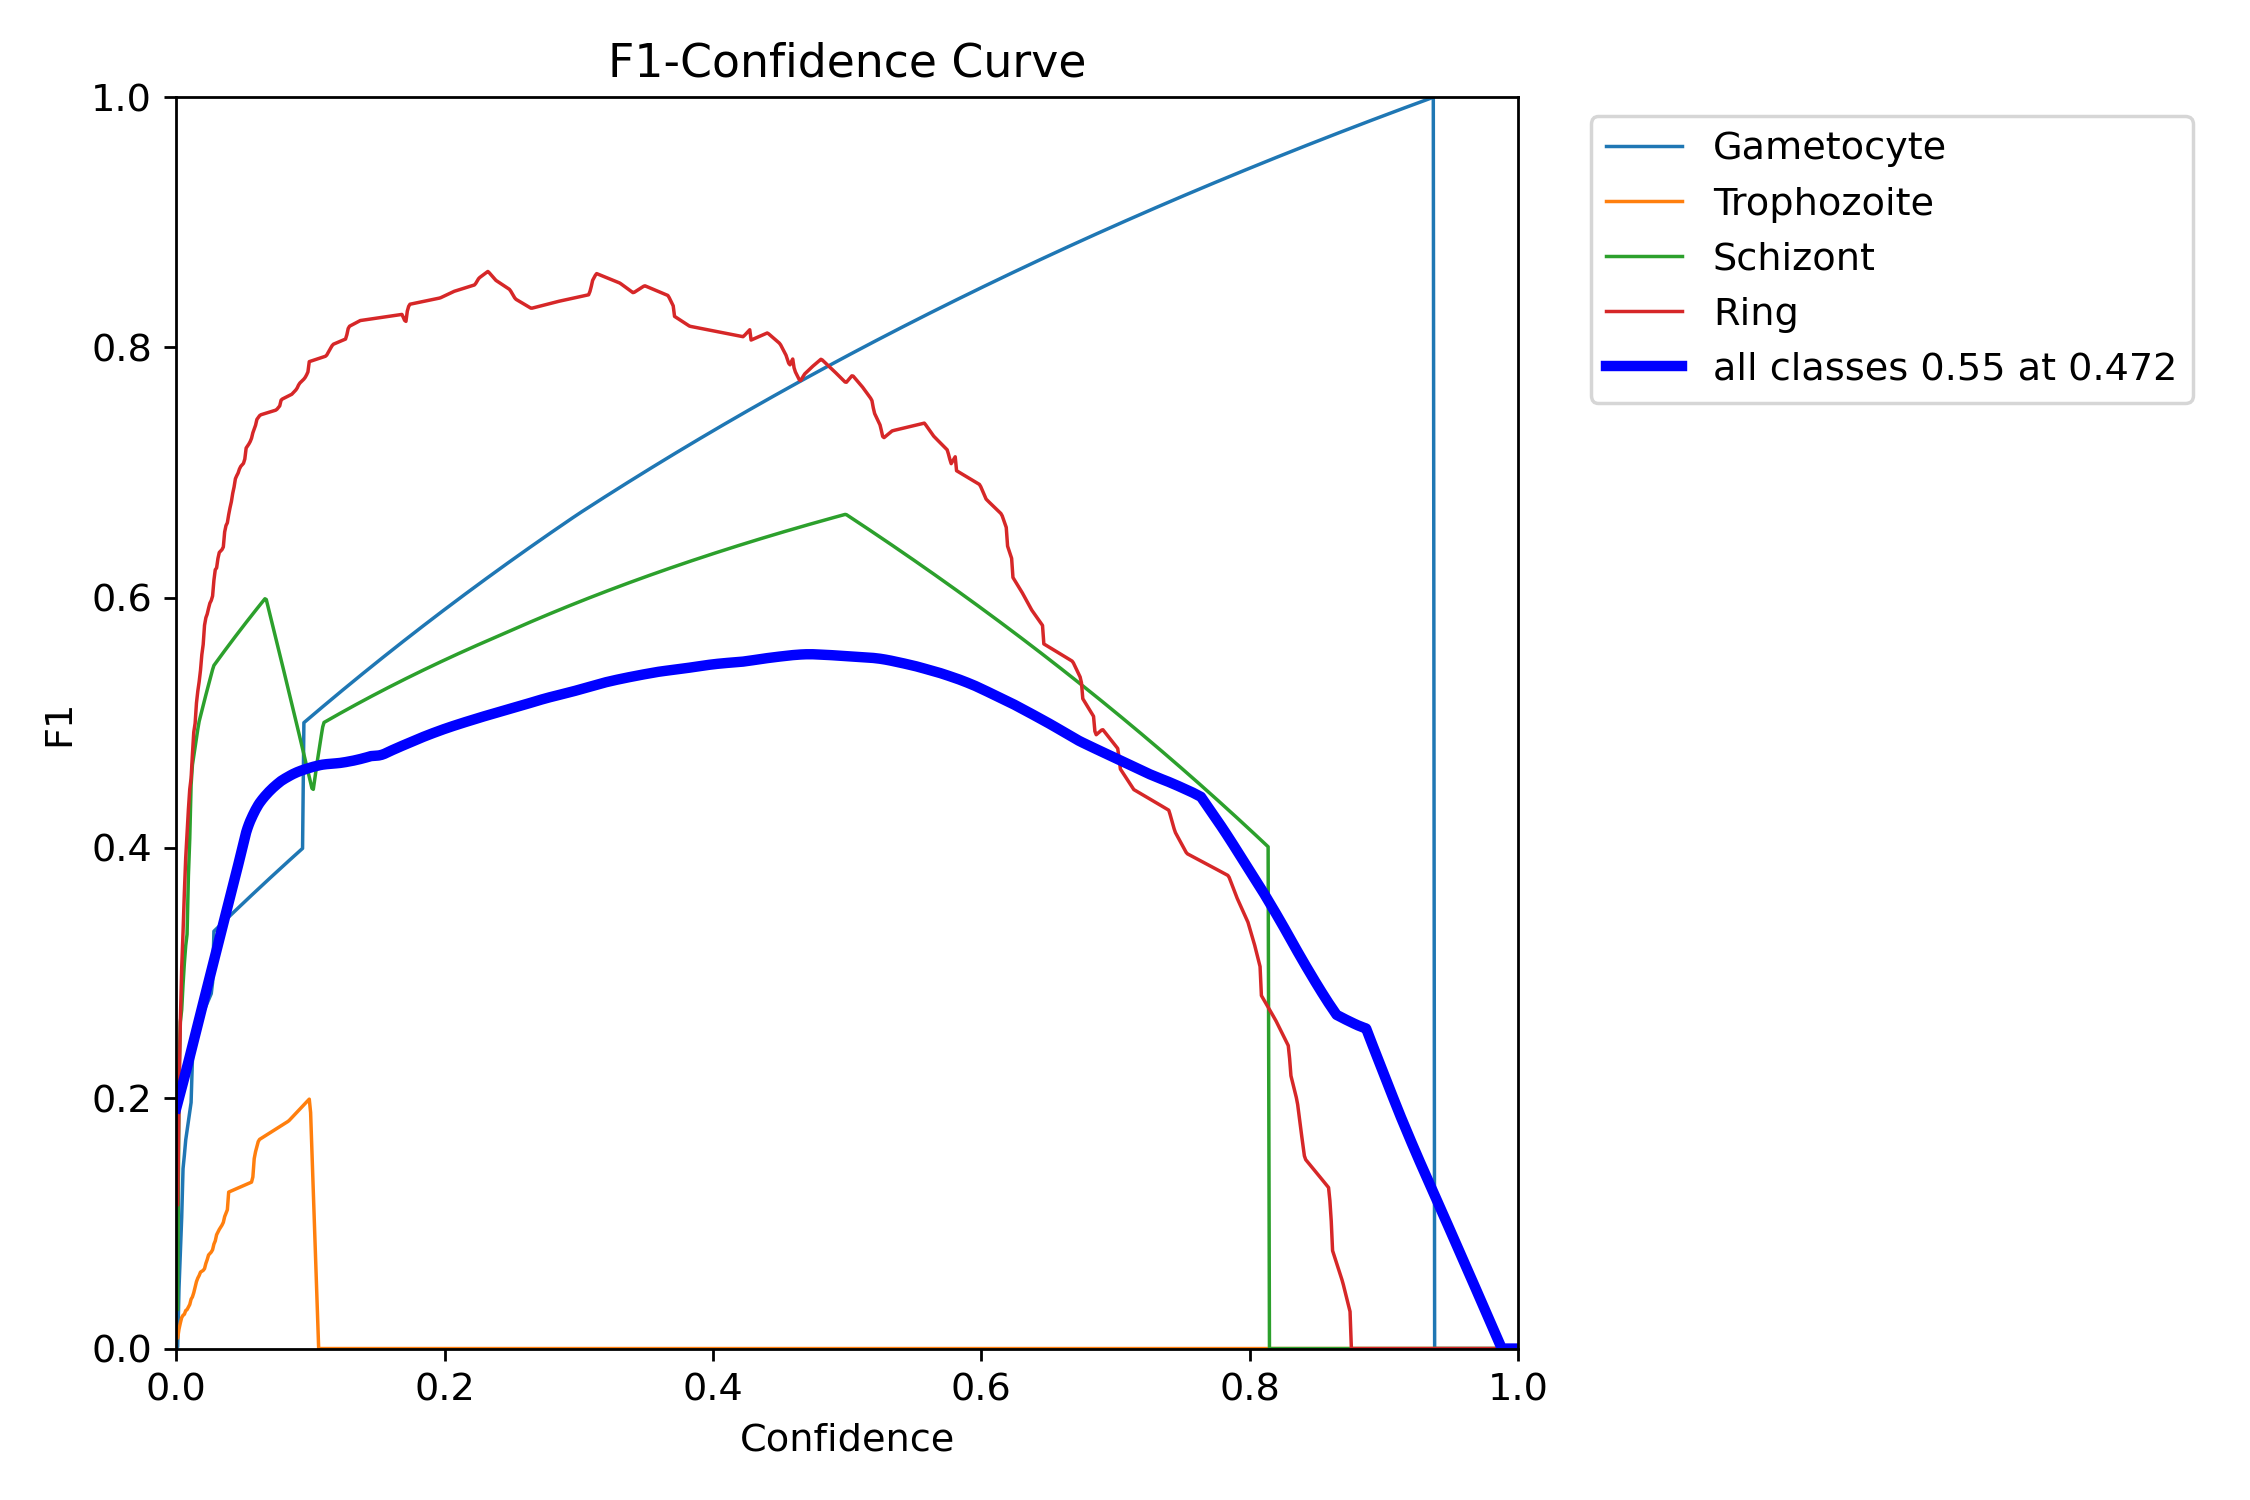 F1-Confidence Curve
1.0
0.8
0.6
0.4
0.2
0.0
F1
0.0 0.2 0.4 0.6 0.8 1.0
Confidence
Gametocyte
Trophozoite
Schizont
Ring
all classes 0.55 at 0.472